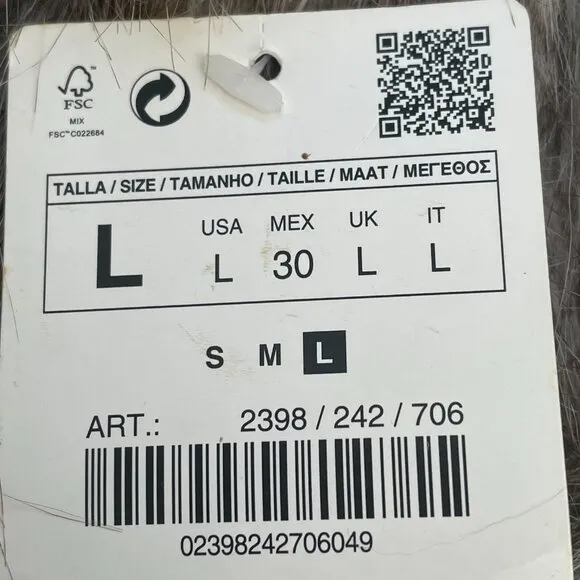 FSC™
MIX
FSC™ C022684
TALLA / SIZE / TAMANHO / TAILLE / MAAT / ΜΕΓΕΘΟΣ
L
USA MEX UK IT
L 30 L L
S M L
ART.: 2398 / 242 / 706
02398242706049